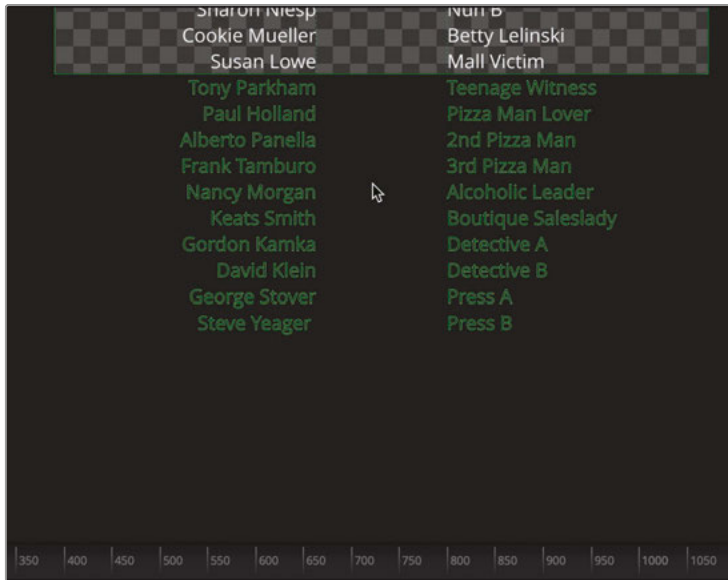 Sharon Niesp Nun B
Cookie Mueller Betty Lelinski
Susan Lowe Mall Victim
Tony Parkham Teenage Witness
Paul Holland Pizza Man Lover
Alberto Panella 2nd Pizza Man
Frank Tamburo 3rd Pizza Man
Nancy Morgan Alcoholic Leader
Keats Smith Boutique Saleslady
Gordon Kamka Detective A
David Klein Detective B
George Stover Press A
Steve Yeager Press B
350 400 450 500 550 600 650 700 750 800 850 900 950 1000 1050